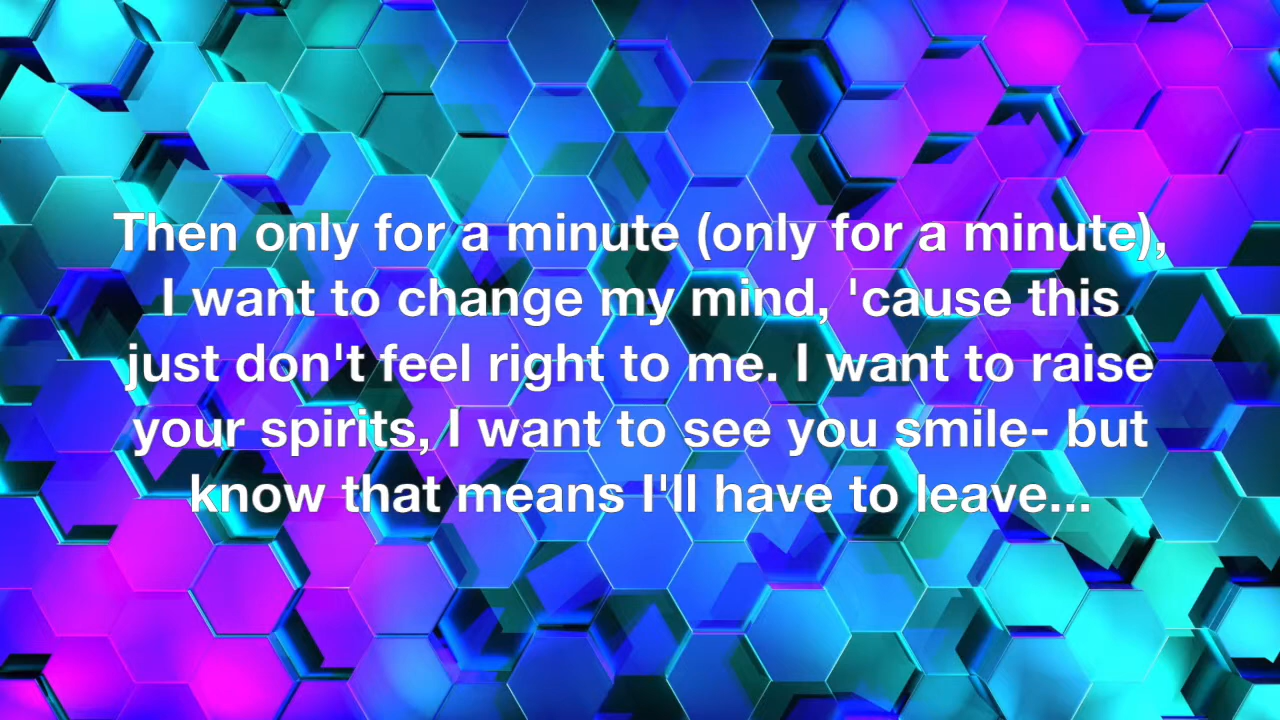 Then only for a minute (only for a minute),
I want to change my mind, 'cause this
just don't feel right to me. I want to raise
your spirits, I want to see you smile- but
know that means I'll have to leave...